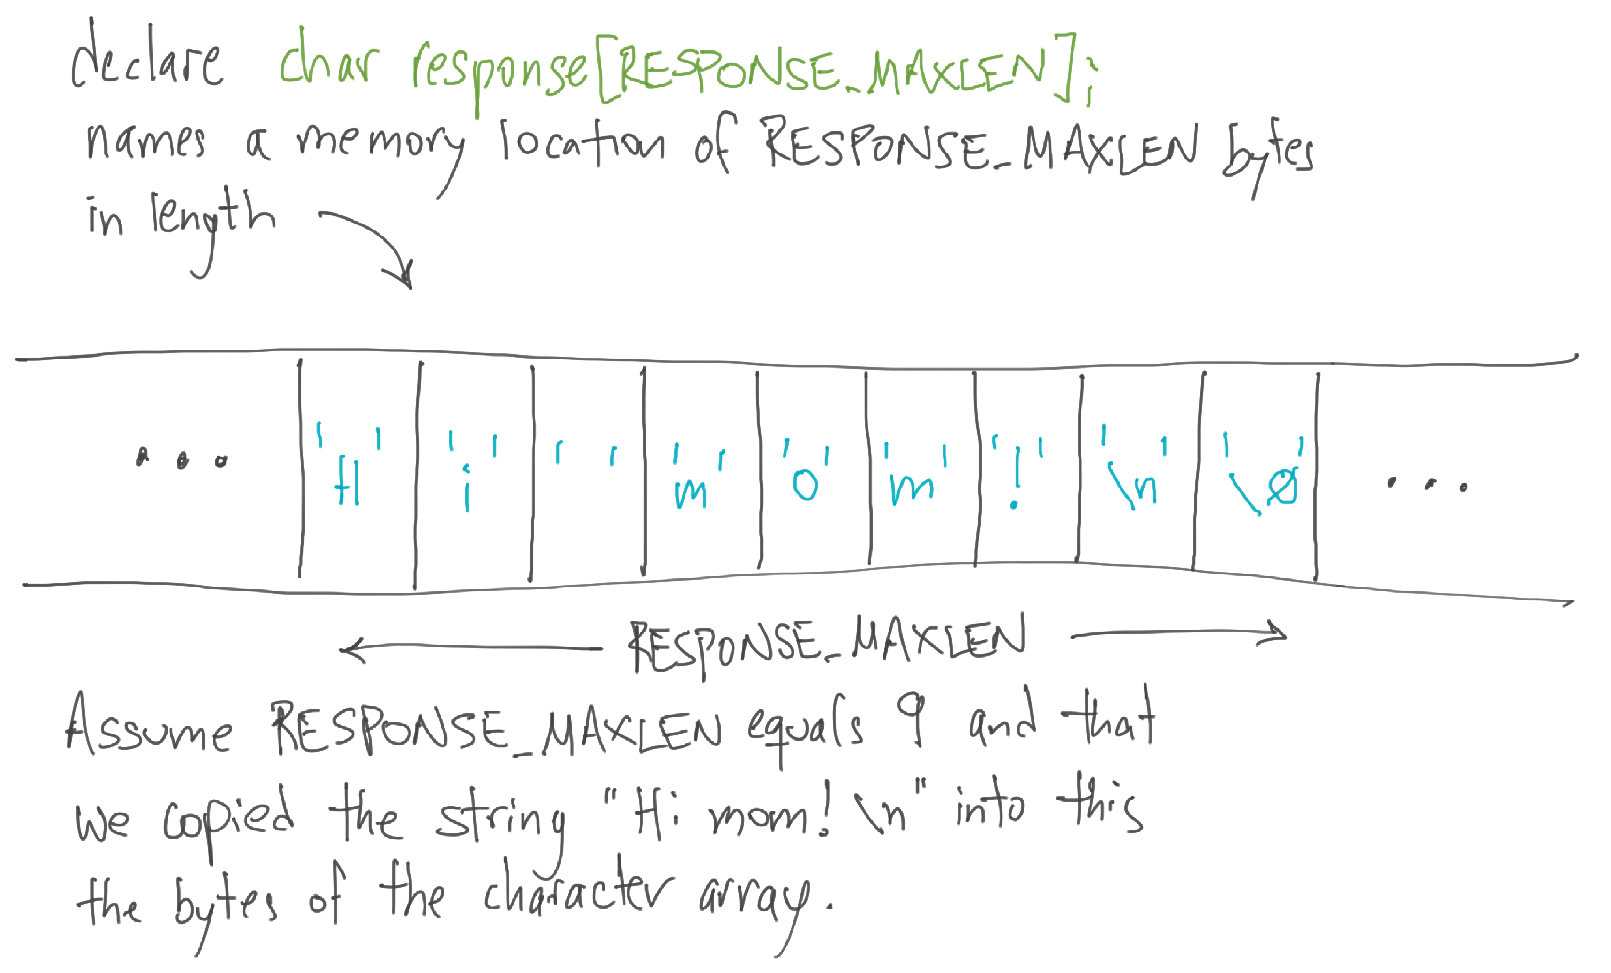 declare char response[RESPONSE_MAXLEN];
names a memory location of RESPONSE_MAXLEN bytes
in length
... 'H' 'i' ' ' 'm' 'o' 'm' '!' '\n' '\0' ...
RESPONSE_MAXLEN
Assume RESPONSE_MAXLEN equals 9 and that
we copied the string "Hi mom!\n" into this
the bytes of the character array.